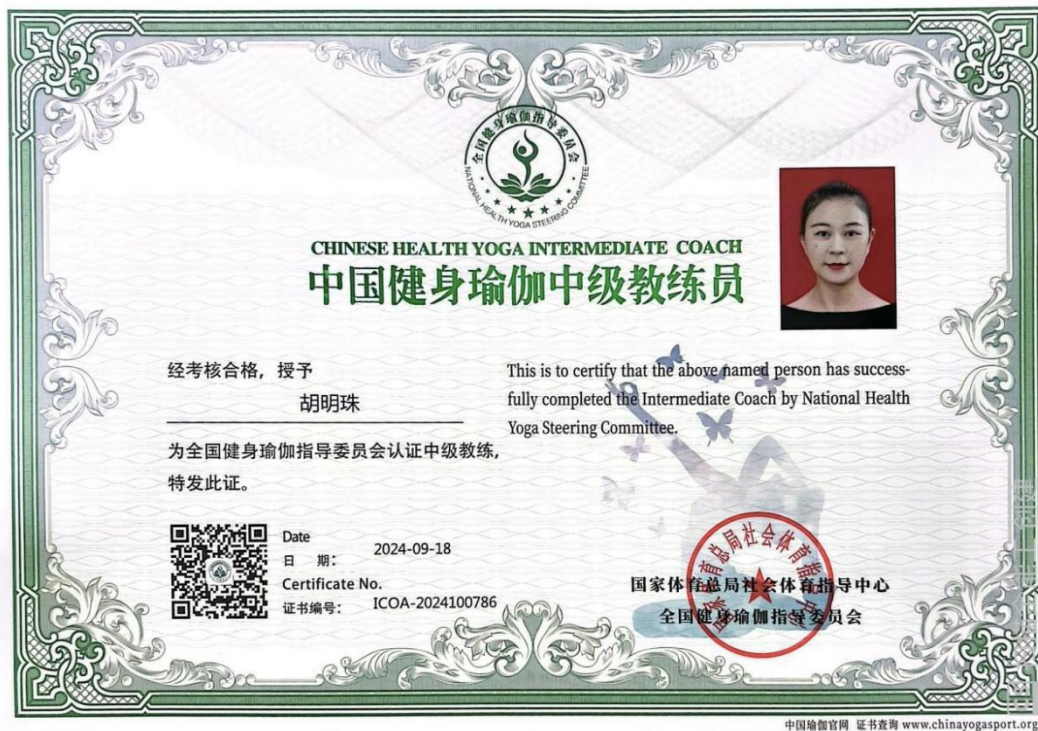 全国健身瑜伽指导委员会
NATIONAL HEALTH YOGA STEERING COMMITTEE
CHINESE HEALTH YOGA INTERMEDIATE COACH
中国健身瑜伽中级教练员
经考核合格，授予
胡明珠
为全国健身瑜伽指导委员会认证中级教练，
特发此证。
This is to certify that the above named person has success-
fully completed the Intermediate Coach by National Health
Yoga Steering Committee.
Date
日 期： 2024-09-18
Certificate No.
证书编号： ICOA-2024100786
国家体育总局社会体育指导中心
全国健身瑜伽指导委员会
中国瑜伽官网 证书查询 www.chinayogasport.org